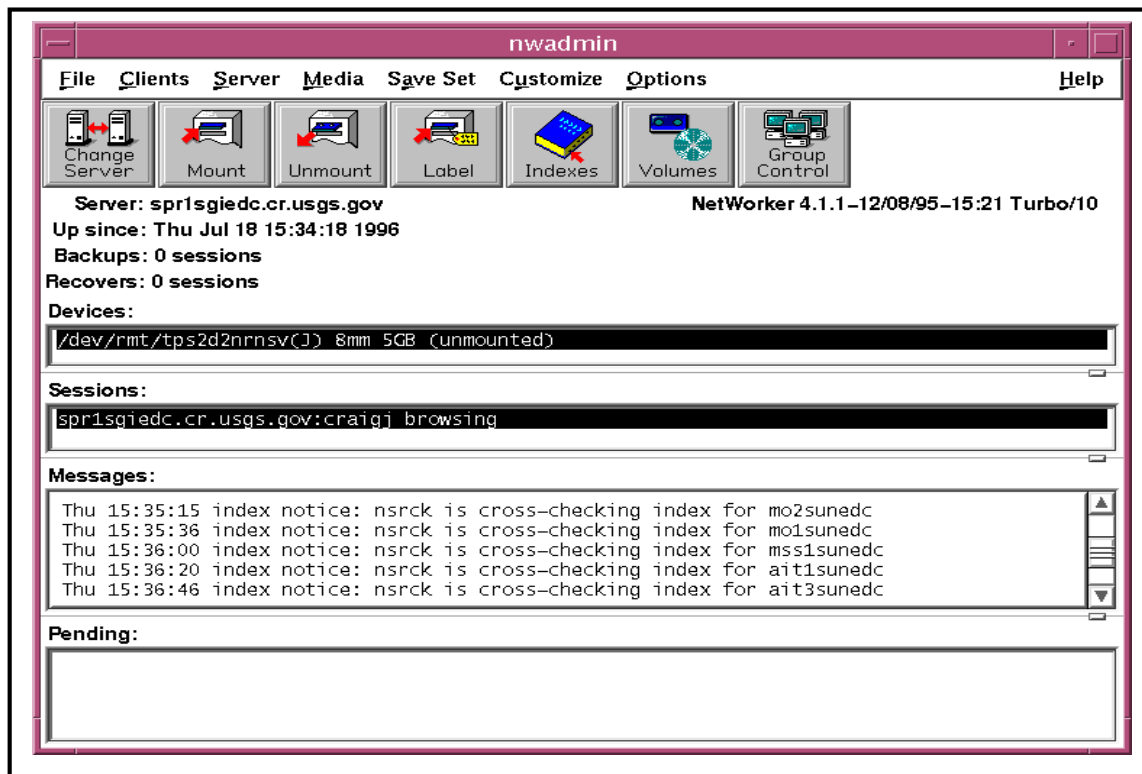 nwadmin
File Clients Server Media Save Set Customize Options Help
Change Server
Mount
Unmount
Label
Indexes
Volumes
Group Control
Server: spr1sgiedc.cr.usgs.gov NetWorker 4.1.1–12/08/95–15:21 Turbo/10
Up since: Thu Jul 18 15:34:18 1996
Backups: 0 sessions
Recovers: 0 sessions
Devices:
/dev/rmt/tps2d2nrnsv(J) 8mm 5GB (unmounted)
Sessions:
spr1sgiedc.cr.usgs.gov:craigj browsing
Messages:
Thu 15:35:15 index notice: nsrck is cross–checking index for mo2sunedc
Thu 15:35:36 index notice: nsrck is cross–checking index for mo1sunedc
Thu 15:36:00 index notice: nsrck is cross–checking index for mss1sunedc
Thu 15:36:20 index notice: nsrck is cross–checking index for ait1sunedc
Thu 15:36:46 index notice: nsrck is cross–checking index for ait3sunedc
Pending: